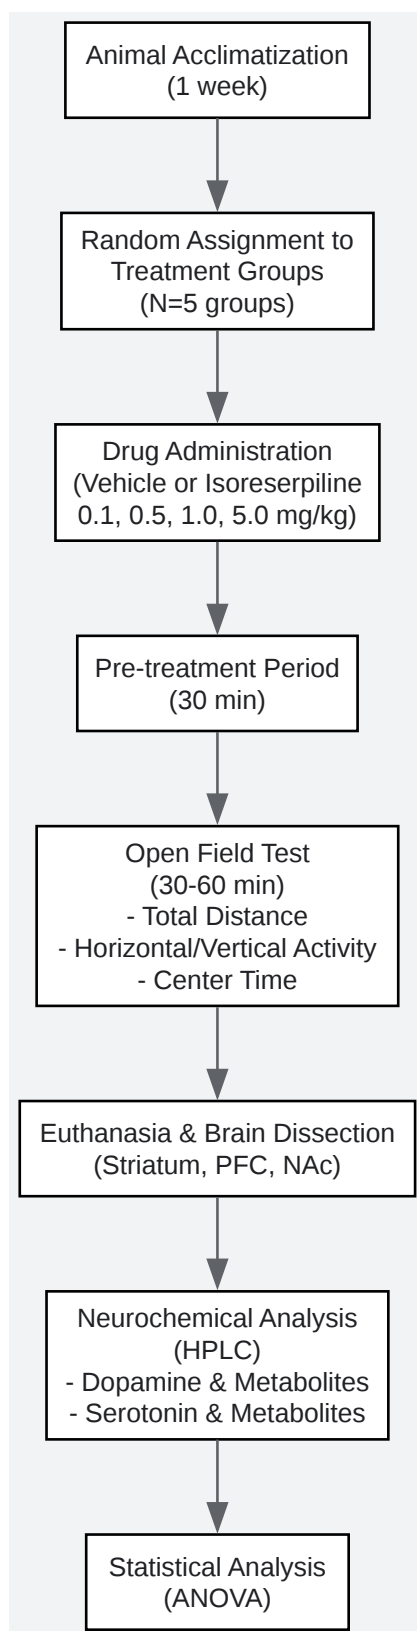 Animal Acclimatization
(1 week)
Random Assignment to
Treatment Groups
(N=5 groups)
Drug Administration
(Vehicle or Isoreserpiline
0.1, 0.5, 1.0, 5.0 mg/kg)
Pre-treatment Period
(30 min)
Open Field Test
(30-60 min)
- Total Distance
- Horizontal/Vertical Activity
- Center Time
Euthanasia & Brain Dissection
(Striatum, PFC, NAc)
Neurochemical Analysis
(HPLC)
- Dopamine & Metabolites
- Serotonin & Metabolites
Statistical Analysis
(ANOVA)